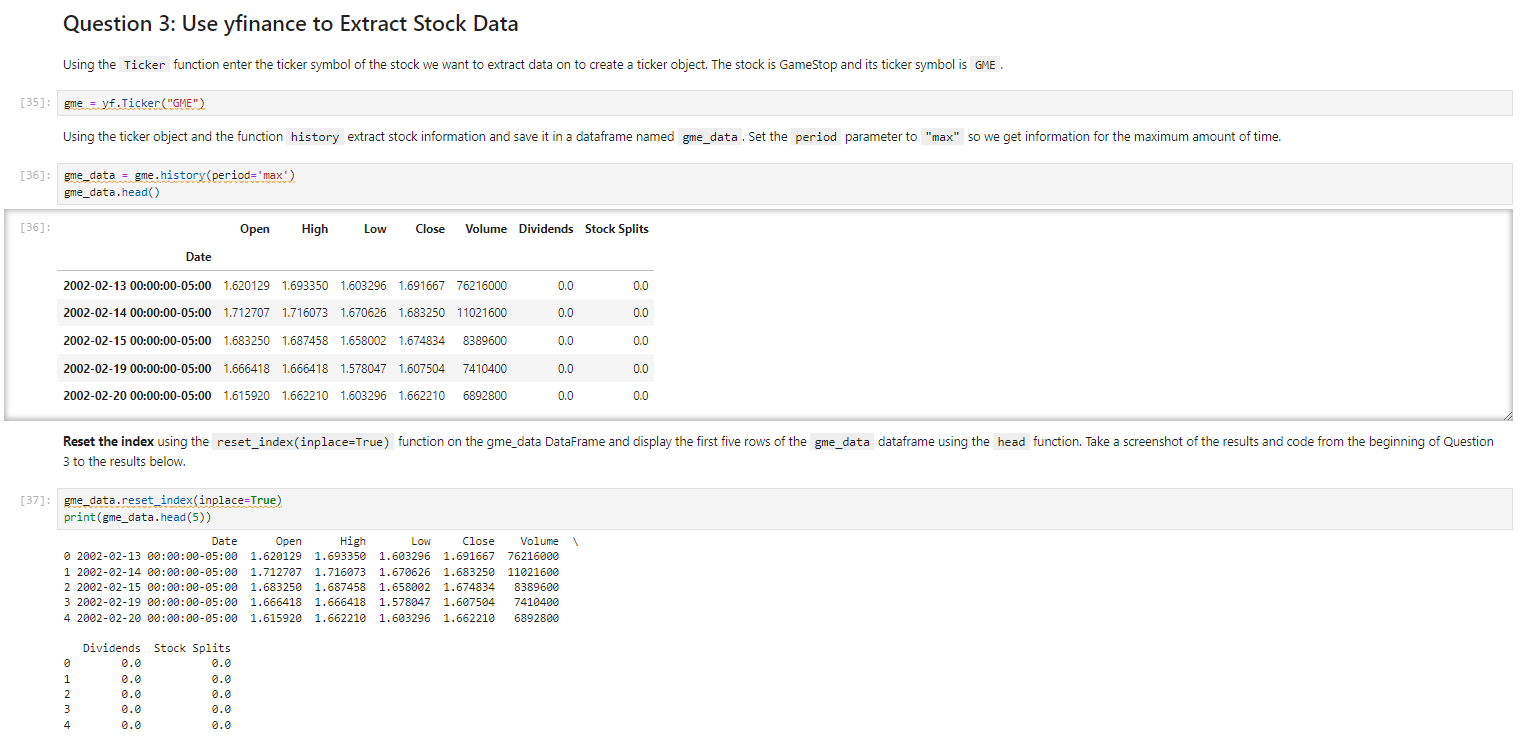 Question 3: Use yfinance to Extract Stock Data
Using the Ticker function enter the ticker symbol of the stock we want to extract data on to create a ticker object. The stock is GameStop and its ticker symbol is GME .
[35]: gme = yf.Ticker("GME")
Using the ticker object and the function history extract stock information and save it in a dataframe named gme_data . Set the period parameter to "max" so we get information for the maximum amount of time.
[36]: gme_data = gme.history(period='max')
gme_data.head()
[36]: Open High Low Close Volume Dividends Stock Splits
Date
2002-02-13 00:00:00-05:00 1.620129 1.693350 1.603296 1.691667 76216000 0.0 0.0
2002-02-14 00:00:00-05:00 1.712707 1.716073 1.670626 1.683250 11021600 0.0 0.0
2002-02-15 00:00:00-05:00 1.683250 1.687458 1.658002 1.674834 8389600 0.0 0.0
2002-02-19 00:00:00-05:00 1.666418 1.666418 1.578047 1.607504 7410400 0.0 0.0
2002-02-20 00:00:00-05:00 1.615920 1.662210 1.603296 1.662210 6892800 0.0 0.0
Reset the index using the reset_index(inplace=True) function on the gme_data DataFrame and display the first five rows of the gme_data dataframe using the head function. Take a screenshot of the results and code from the beginning of Question
3 to the results below.
[37]: gme_data.reset_index(inplace=True)
print(gme_data.head(5))
Date Open High Low Close Volume \
0 2002-02-13 00:00:00-05:00 1.620129 1.693350 1.603296 1.691667 76216000
1 2002-02-14 00:00:00-05:00 1.712707 1.716073 1.670626 1.683250 11021600
2 2002-02-15 00:00:00-05:00 1.683250 1.687458 1.658002 1.674834 8389600
3 2002-02-19 00:00:00-05:00 1.666418 1.666418 1.578047 1.607504 7410400
4 2002-02-20 00:00:00-05:00 1.615920 1.662210 1.603296 1.662210 6892800
Dividends Stock Splits
0 0.0 0.0
1 0.0 0.0
2 0.0 0.0
3 0.0 0.0
4 0.0 0.0